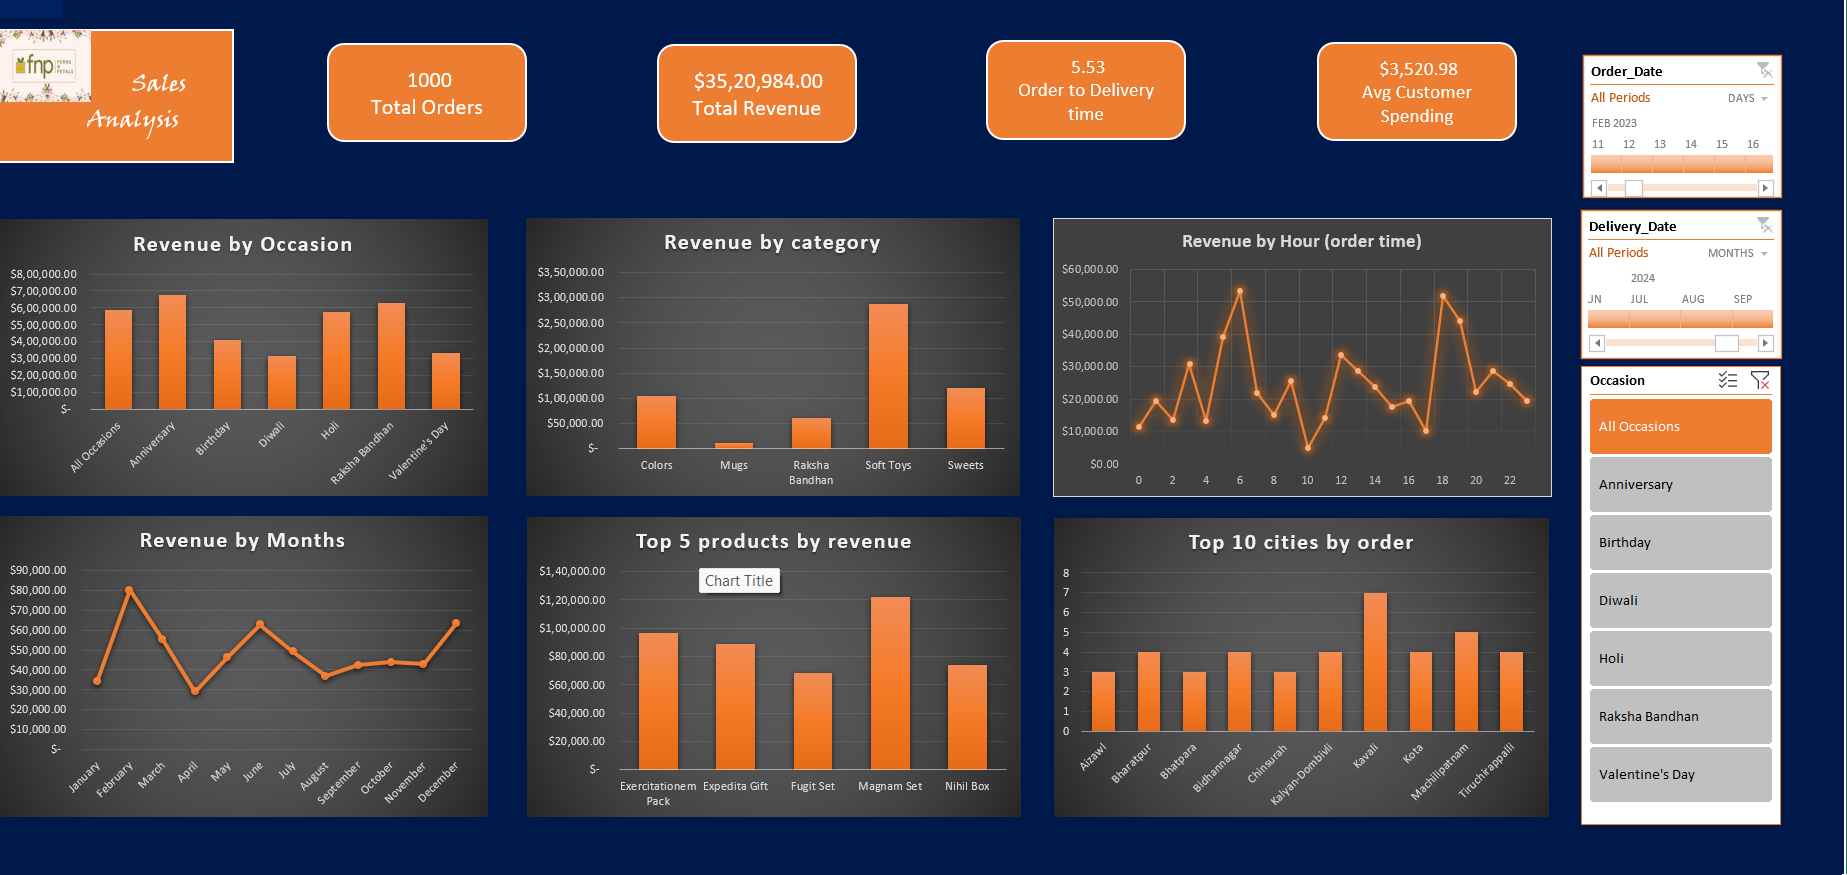 fnp FERNS N PETALS
Sales
Analysis
1000
Total Orders
$35,20,984.00
Total Revenue
5.53
Order to Delivery
time
$3,520.98
Avg Customer
Spending
Order_Date
All Periods DAYS
FEB 2023
11 12 13 14 15 16
Delivery_Date
All Periods MONTHS
2024
UN JUL AUG SEP
Occasion
All Occasions
Anniversary
Birthday
Diwali
Holi
Raksha Bandhan
Valentine's Day
Revenue by Occasion
$8,00,000.00
$7,00,000.00
$6,00,000.00
$5,00,000.00
$4,00,000.00
$3,00,000.00
$2,00,000.00
$1,00,000.00
$-
All Occasions
Anniversary
Birthday
Diwali
Holi
Raksha Bandhan
Valentine's Day
Revenue by category
$3,50,000.00
$3,00,000.00
$2,50,000.00
$2,00,000.00
$1,50,000.00
$1,00,000.00
$50,000.00
$-
Colors Mugs Raksha Soft Toys Sweets
Bandhan
Revenue by Hour (order time)
$60,000.00
$50,000.00
$40,000.00
$30,000.00
$20,000.00
$10,000.00
$0.00
0 2 4 6 8 10 12 14 16 18 20 22
Revenue by Months
$90,000.00
$80,000.00
$70,000.00
$60,000.00
$50,000.00
$40,000.00
$30,000.00
$20,000.00
$10,000.00
$-
January
February
March
April
May
June
July
August
September
October
November
December
Top 5 products by revenue
Chart Title
$1,40,000.00
$1,20,000.00
$1,00,000.00
$80,000.00
$60,000.00
$40,000.00
$20,000.00
$-
Exercitationem Expedita Gift Fugit Set Magnam Set Nihil Box
Pack
Top 10 cities by order
8
7
6
5
4
3
2
1
0
Aizawl
Bharatpur
Bhatpara
Bidhannagar
Chinsurah
Kalyan-Dombivli
Kavali
Kota
Machilipatnam
Tiruchirappalli